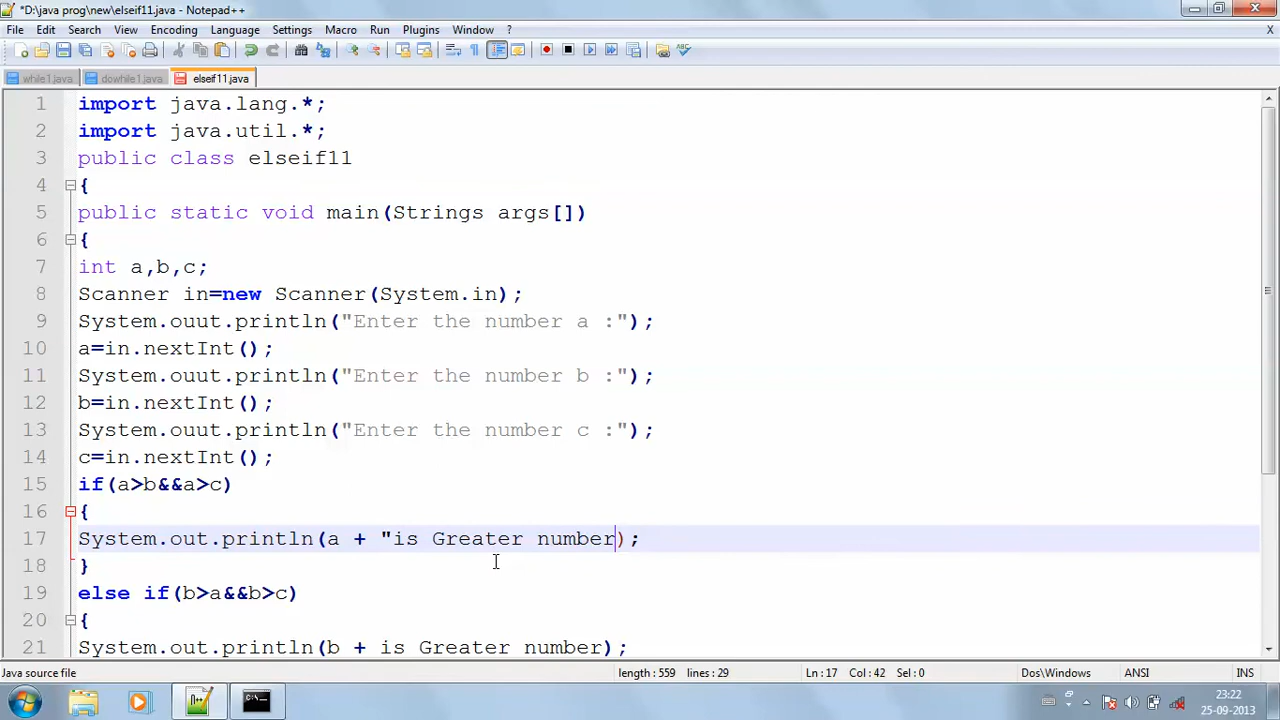 *D:\java prog\new\elseif11.java - Notepad++
File Edit Search View Encoding Language Settings Macro Run Plugins Window ? X
while1.java dowhile1.java elseif11.java
1 import java.lang.*;
2 import java.util.*;
3 public class elseif11
4 {
5 public static void main(Strings args[])
6 {
7 int a,b,c;
8 Scanner in=new Scanner(System.in);
9 System.ouut.println("Enter the number a :");
10 a=in.nextInt();
11 System.ouut.println("Enter the number b :");
12 b=in.nextInt();
13 System.ouut.println("Enter the number c :");
14 c=in.nextInt();
15 if(a>b&&a>c)
16 {
17 System.out.println(a + "is Greater number);
18 }
19 else if(b>a&&b>c)
20 {
21 System.out.println(b + is Greater number);
Java source file length : 559 lines : 29 Ln : 17 Col : 42 Sel : 0 Dos\Windows ANSI INS
23:22
25-09-2013